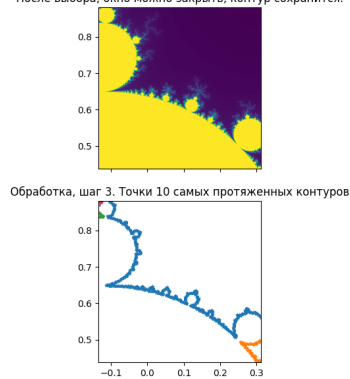 После выбора, окно можно закрыть, контур сохранится.
0.8
0.7
0.6
0.5
Обработка, шаг 3. Точки 10 самых протяженных контуров
0.8
0.7
0.6
0.5
−0.1 0.0 0.1 0.2 0.3